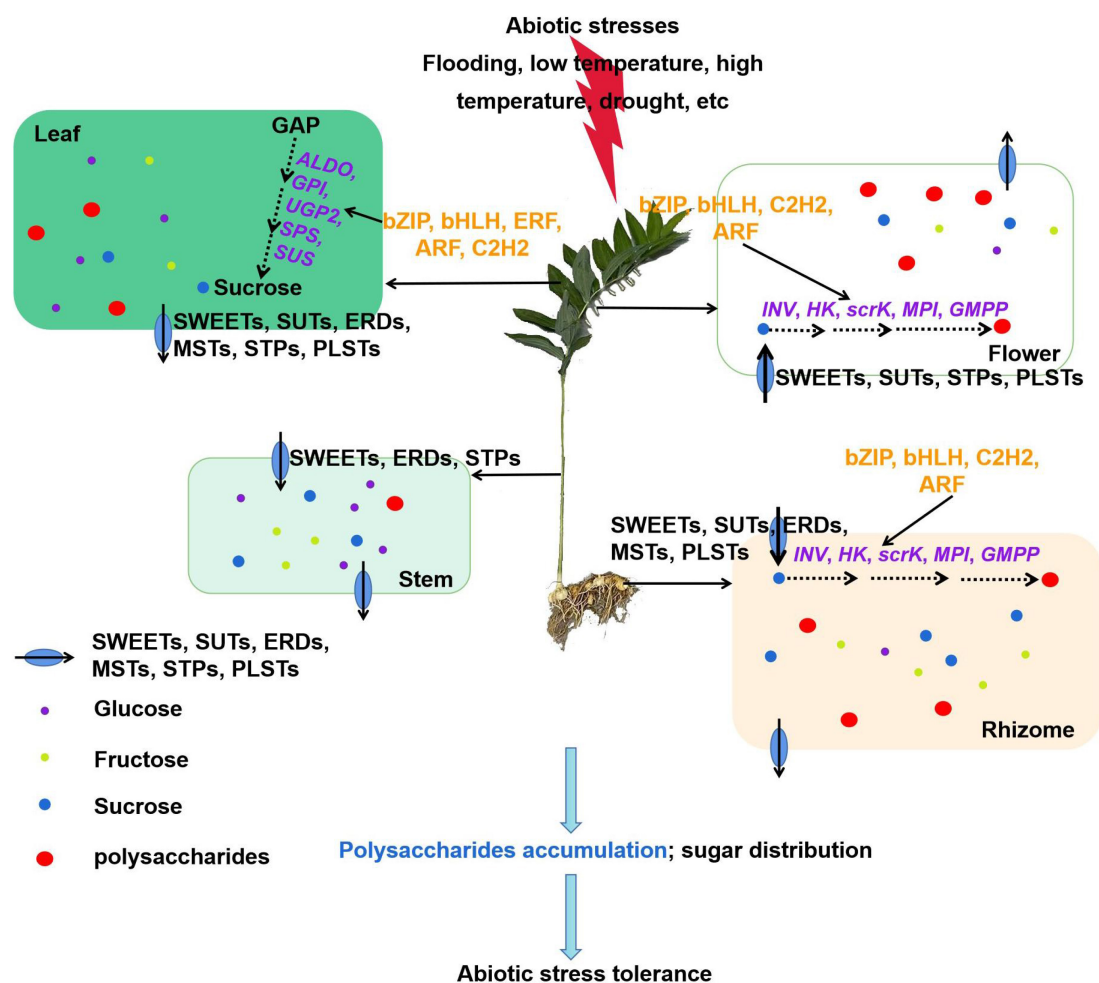 Abiotic stresses
Flooding, low temperature, high
temperature, drought, etc
Leaf
GAP
ALDO,
GPI,
UGP2,
SPS,
SUS
bZIP, bHLH, ERF,
ARF, C2H2
Sucrose
SWEETs, SUTs, ERDs,
MSTs, STPs, PLSTs
bZIP, bHLH, C2H2,
ARF
INV, HK, scrK, MPI, GMPP
Flower
SWEETs, SUTs, STPs, PLSTs
SWEETs, ERDs, STPs
Stem
bZIP, bHLH, C2H2,
ARF
SWEETs, SUTs, ERDs,
MSTs, PLSTs
INV, HK, scrK, MPI, GMPP
Rhizome
SWEETs, SUTs, ERDs,
MSTs, STPs, PLSTs
Glucose
Fructose
Sucrose
polysaccharides
Polysaccharides accumulation; sugar distribution
Abiotic stress tolerance